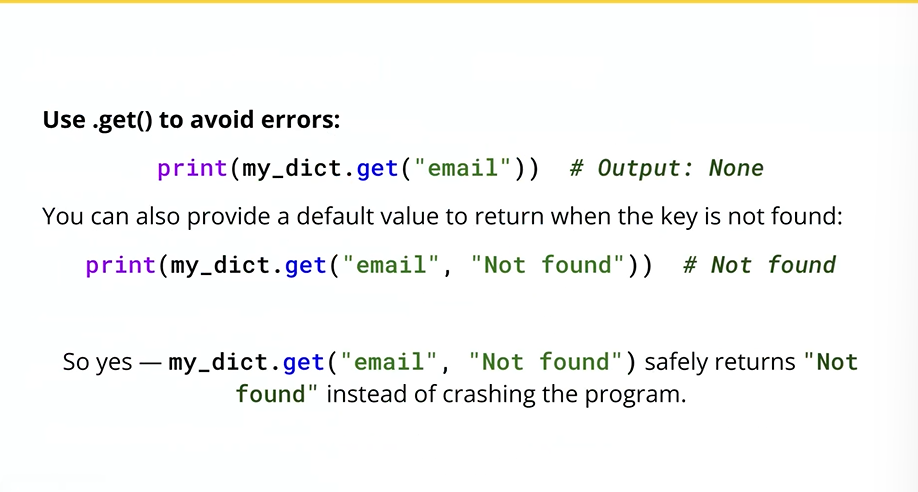 Use .get() to avoid errors:
print(my_dict.get("email"))  # Output: None
You can also provide a default value to return when the key is not found:
print(my_dict.get("email", "Not found"))  # Not found
So yes — my_dict.get("email", "Not found") safely returns "Not
found" instead of crashing the program.